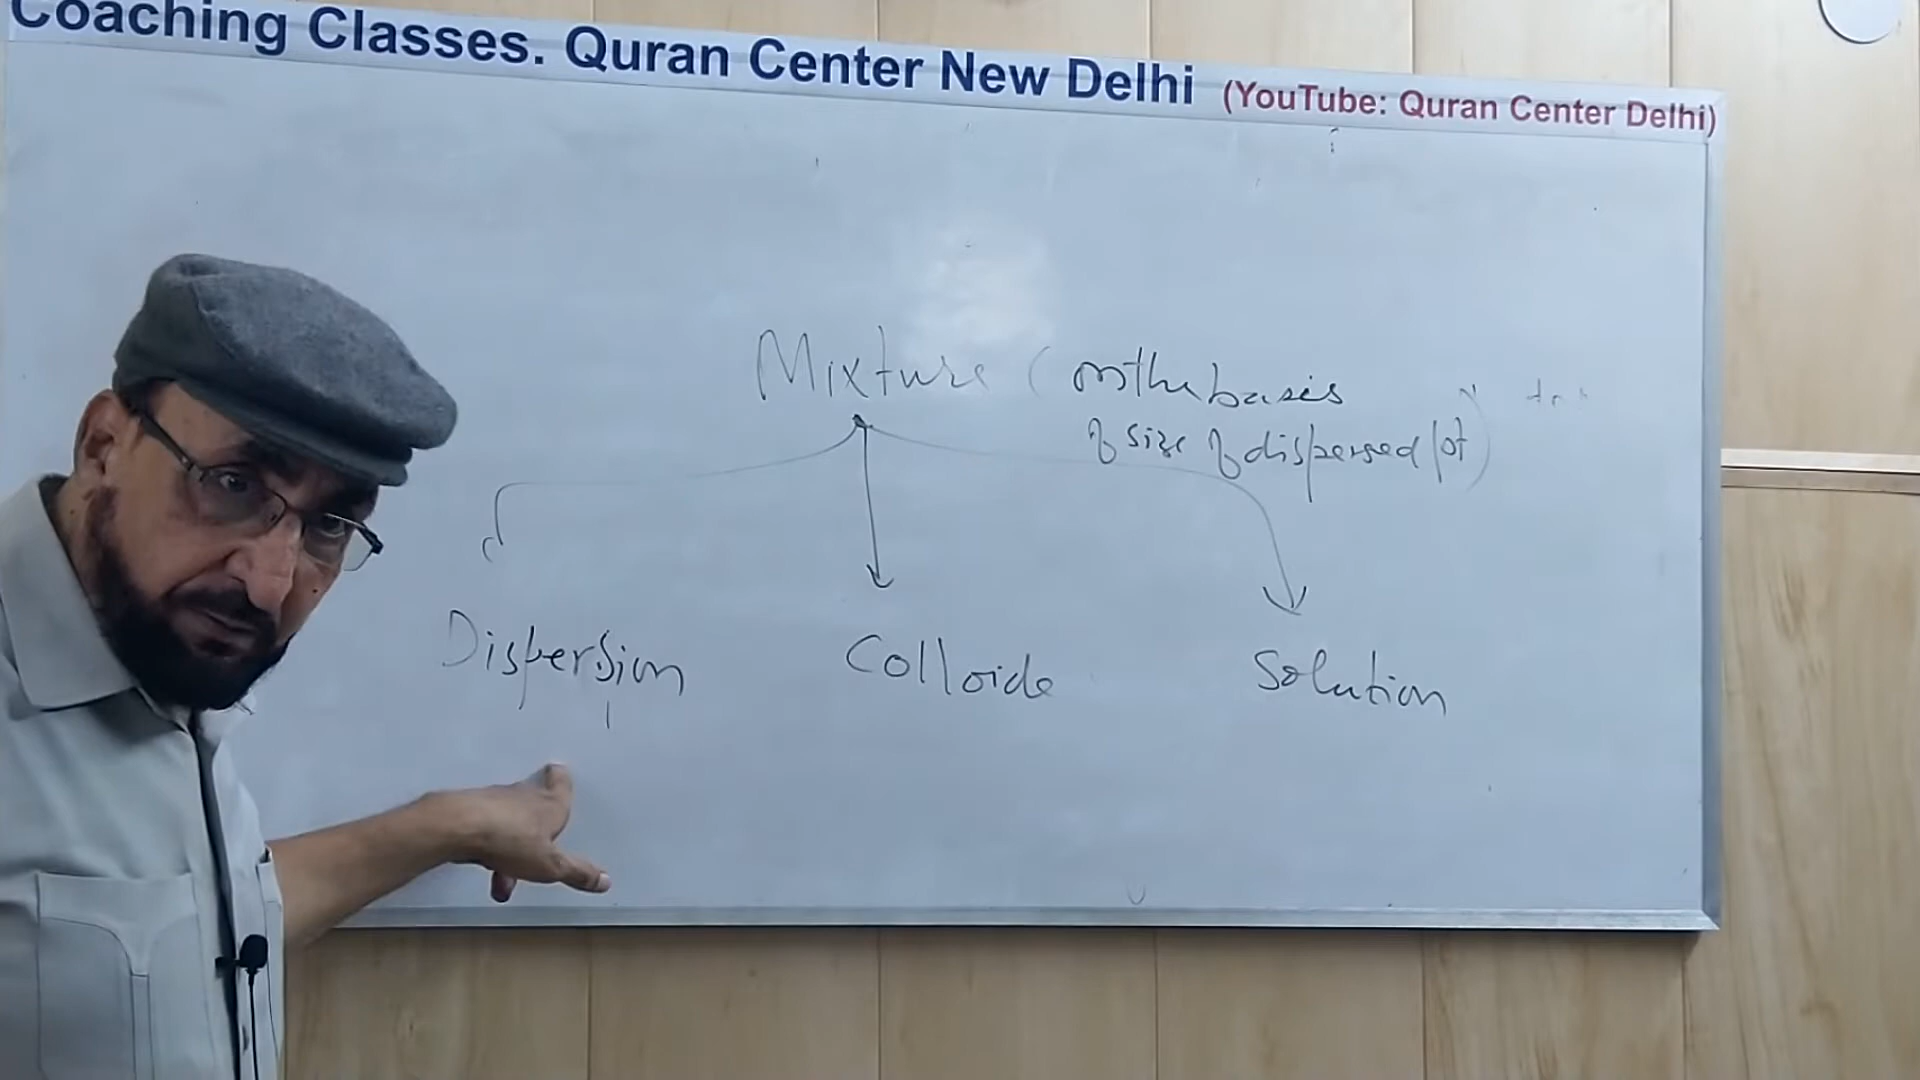 Coaching Classes. Quran Center New Delhi (YouTube: Quran Center Delhi)
Mixture (on the basis
of size of dispersed pt)
Dispersion Colloide Solution